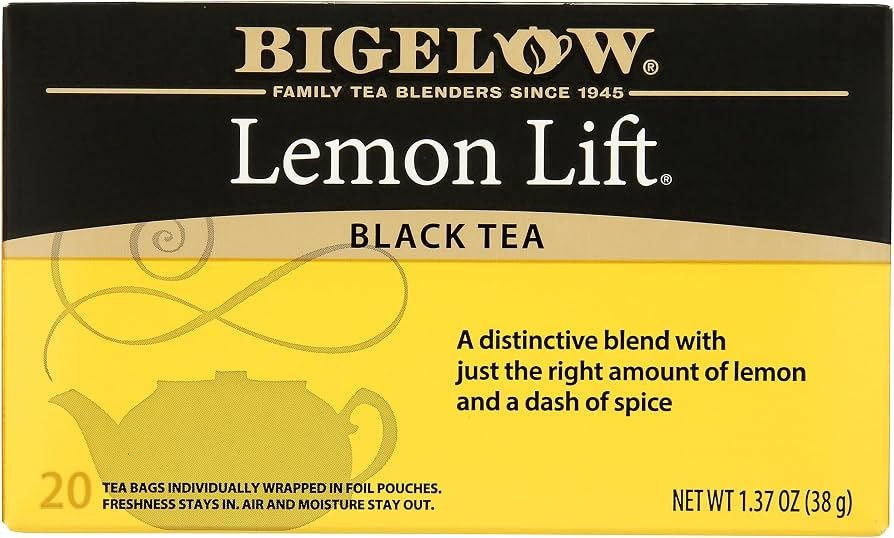 BIGELOW®
FAMILY TEA BLENDERS SINCE 1945
Lemon Lift®
BLACK TEA
A distinctive blend with
just the right amount of lemon
and a dash of spice
20 TEA BAGS INDIVIDUALLY WRAPPED IN FOIL POUCHES.
FRESHNESS STAYS IN. AIR AND MOISTURE STAY OUT.
NET WT 1.37 OZ (38 g)